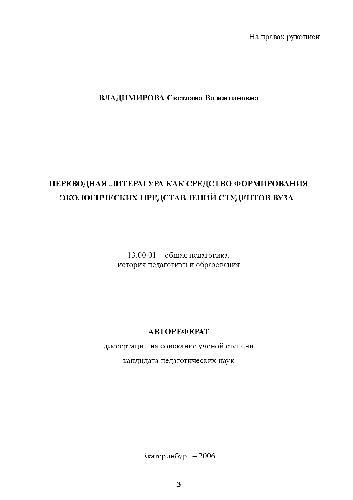 На правах рукописи
ВЛАДИМИРОВА Светлана Валентиновна
ПЕРЕВОДНАЯ ЛИТЕРАТУРА КАК СРЕДСТВО ФОРМИРОВАНИЯ
ЭКОЛОГИЧЕСКИХ ПРЕДСТАВЛЕНИЙ СТУДЕНТОВ ВУЗА
13.00.01 – общая педагогика,
история педагогики и образования
АВТОРЕФЕРАТ
диссертации на соискание ученой степени
кандидата педагогических наук
Екатеринбург – 2006
3